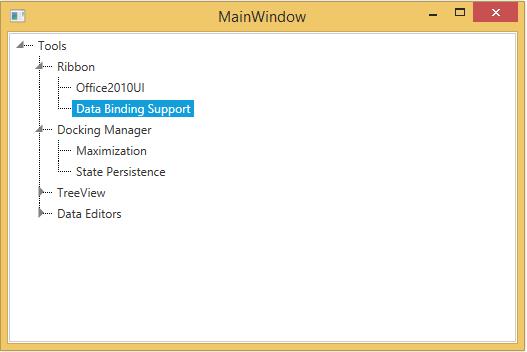 MainWindow
Tools
Ribbon
Office2010UI
Data Binding Support
Docking Manager
Maximization
State Persistence
TreeView
Data Editors